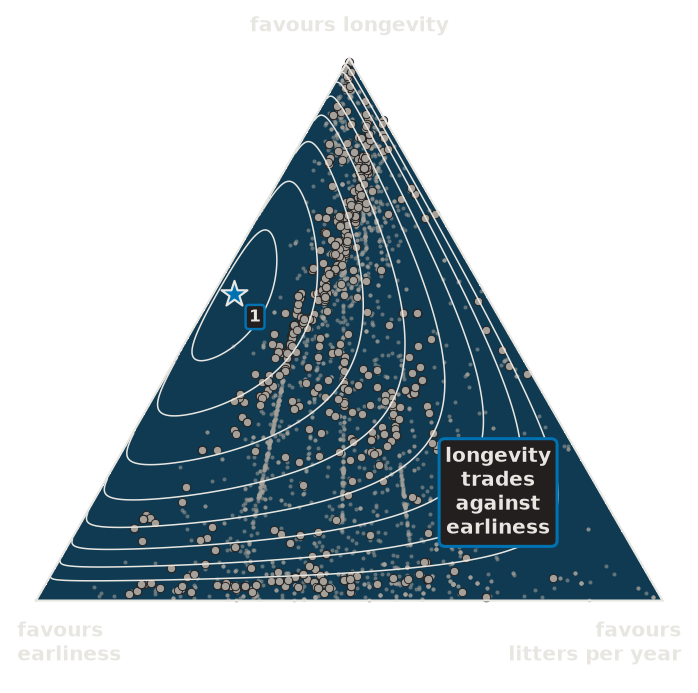 favours longevity
1
longevity
trades
against
earliness
favours
earliness
favours
litters per year